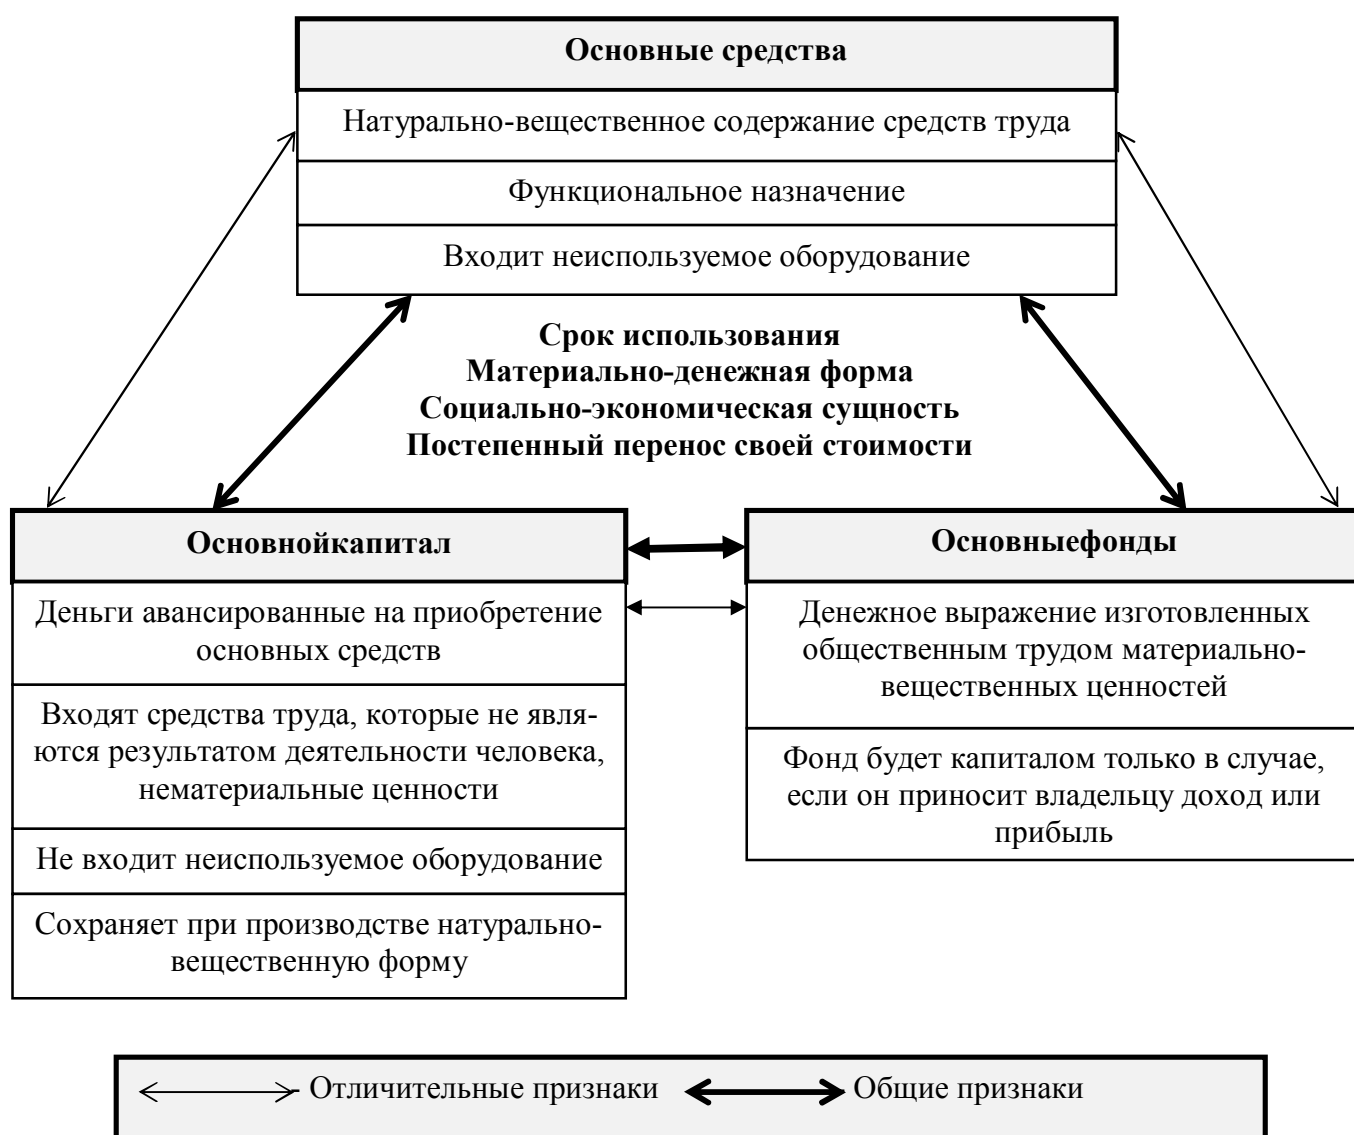 Основные средства
Натурально-вещественное содержание средств труда
Функциональное назначение
Входит неиспользуемое оборудование
Срок использования
Материально-денежная форма
Социально-экономическая сущность
Постепенный перенос своей стоимости
Основнойкапитал
Деньги авансированные на приобретение
основных средств
Входят средства труда, которые не явля-
ются результатом деятельности человека,
нематериальные ценности
Не входит неиспользуемое оборудование
Сохраняет при производстве натурально-
вещественную форму
Основныефонды
Денежное выражение изготовленных
общественным трудом материально-
вещественных ценностей
Фонд будет капиталом только в случае,
если он приносит владельцу доход или
прибыль
- Отличительные признаки - Общие признаки